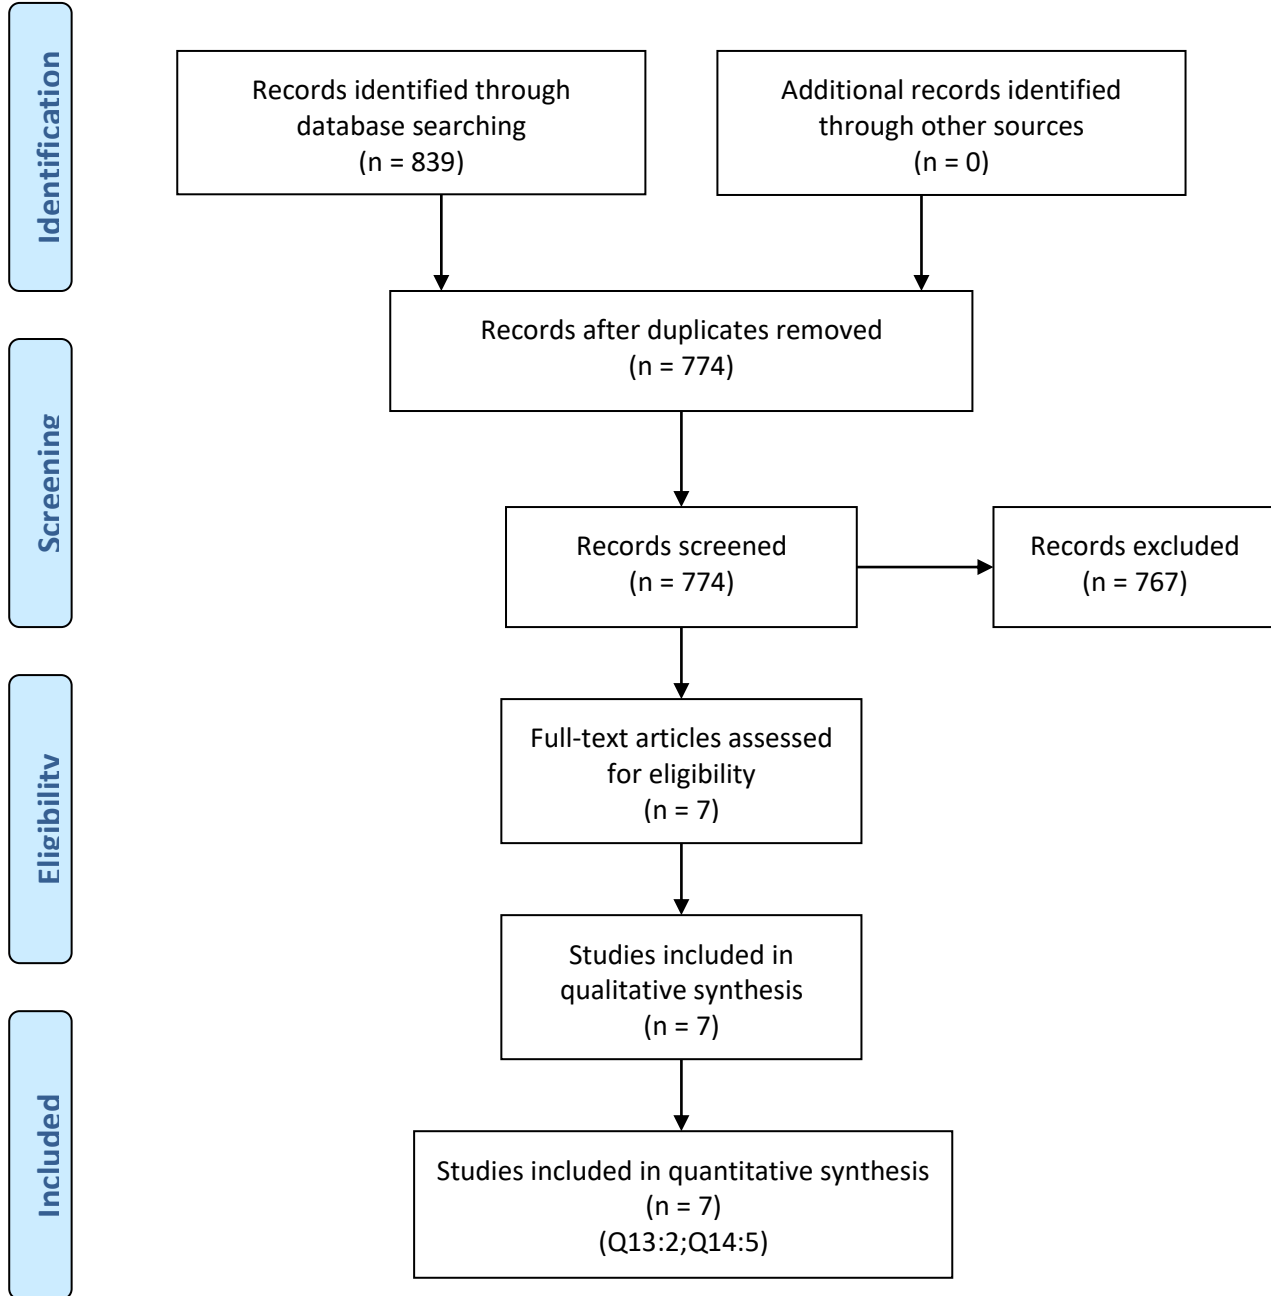 Identification
Records identified through
database searching
(n = 839)
Additional records identified
through other sources
(n = 0)
Records after duplicates removed
(n = 774)
Screening
Records screened
(n = 774)
Records excluded
(n = 767)
Eligibility
Full-text articles assessed
for eligibility
(n = 7)
Studies included in
qualitative synthesis
(n = 7)
Included
Studies included in quantitative synthesis
(n = 7)
(Q13:2;Q14:5)